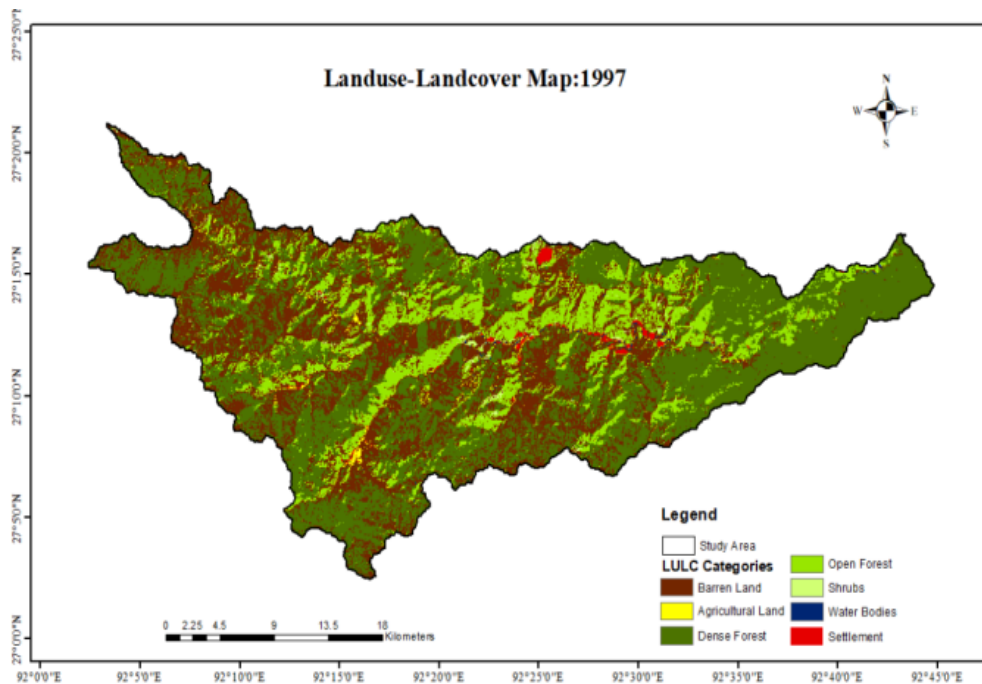 Landuse-Landcover Map:1997
N
W E
S
27°25'0"N
27°20'0"N
27°15'0"N
27°10'0"N
27°5'0"N
27°0'0"N
Legend
Study Area
LULC Categories
Barren Land
Agricultural Land
Dense Forest
Open Forest
Shrubs
Water Bodies
Settlement
0 2.25 4.5 9 13.5 18
Kilometers
92°0'0"E 92°5'0"E 92°10'0"E 92°15'0"E 92°20'0"E 92°25'0"E 92°30'0"E 92°35'0"E 92°40'0"E 92°45'0"E